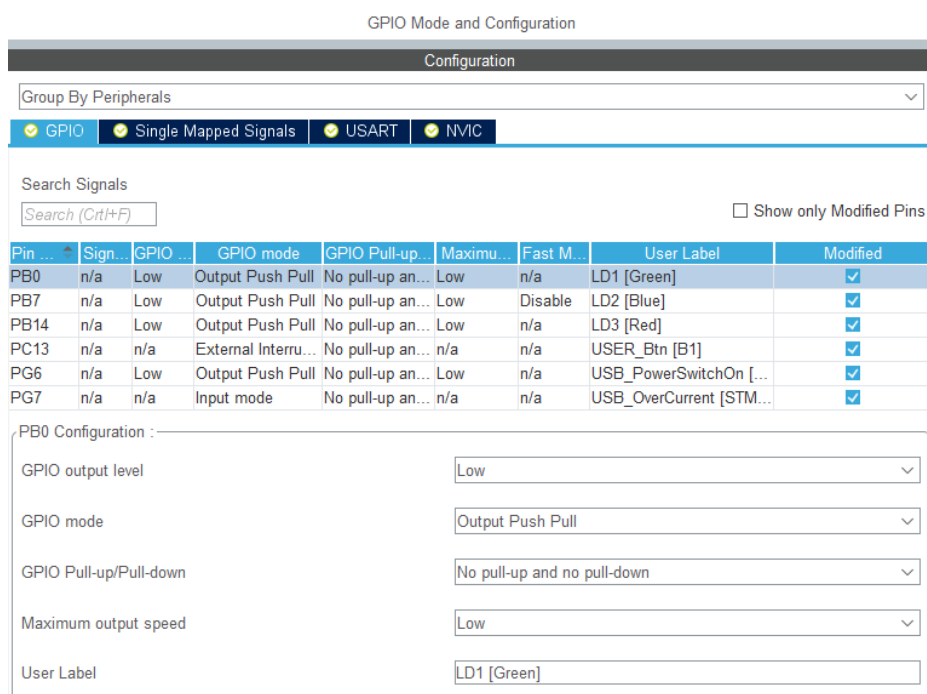 GPIO Mode and Configuration
Configuration
Group By Peripherals
GPIO Single Mapped Signals USART NVIC
Search Signals
Search (Crtl+F)
Show only Modified Pins
Pin ... Sign... GPIO ... GPIO mode GPIO Pull-up... Maximu... Fast M... User Label Modified
PB0 n/a Low Output Push Pull No pull-up an... Low n/a LD1 [Green]
PB7 n/a Low Output Push Pull No pull-up an... Low Disable LD2 [Blue]
PB14 n/a Low Output Push Pull No pull-up an... Low n/a LD3 [Red]
PC13 n/a n/a External Interru... No pull-up an... n/a n/a USER_Btn [B1]
PG6 n/a Low Output Push Pull No pull-up an... Low n/a USB_PowerSwitchOn [...
PG7 n/a n/a Input mode No pull-up an... n/a n/a USB_OverCurrent [STM...
PB0 Configuration :
GPIO output level Low
GPIO mode Output Push Pull
GPIO Pull-up/Pull-down No pull-up and no pull-down
Maximum output speed Low
User Label LD1 [Green]